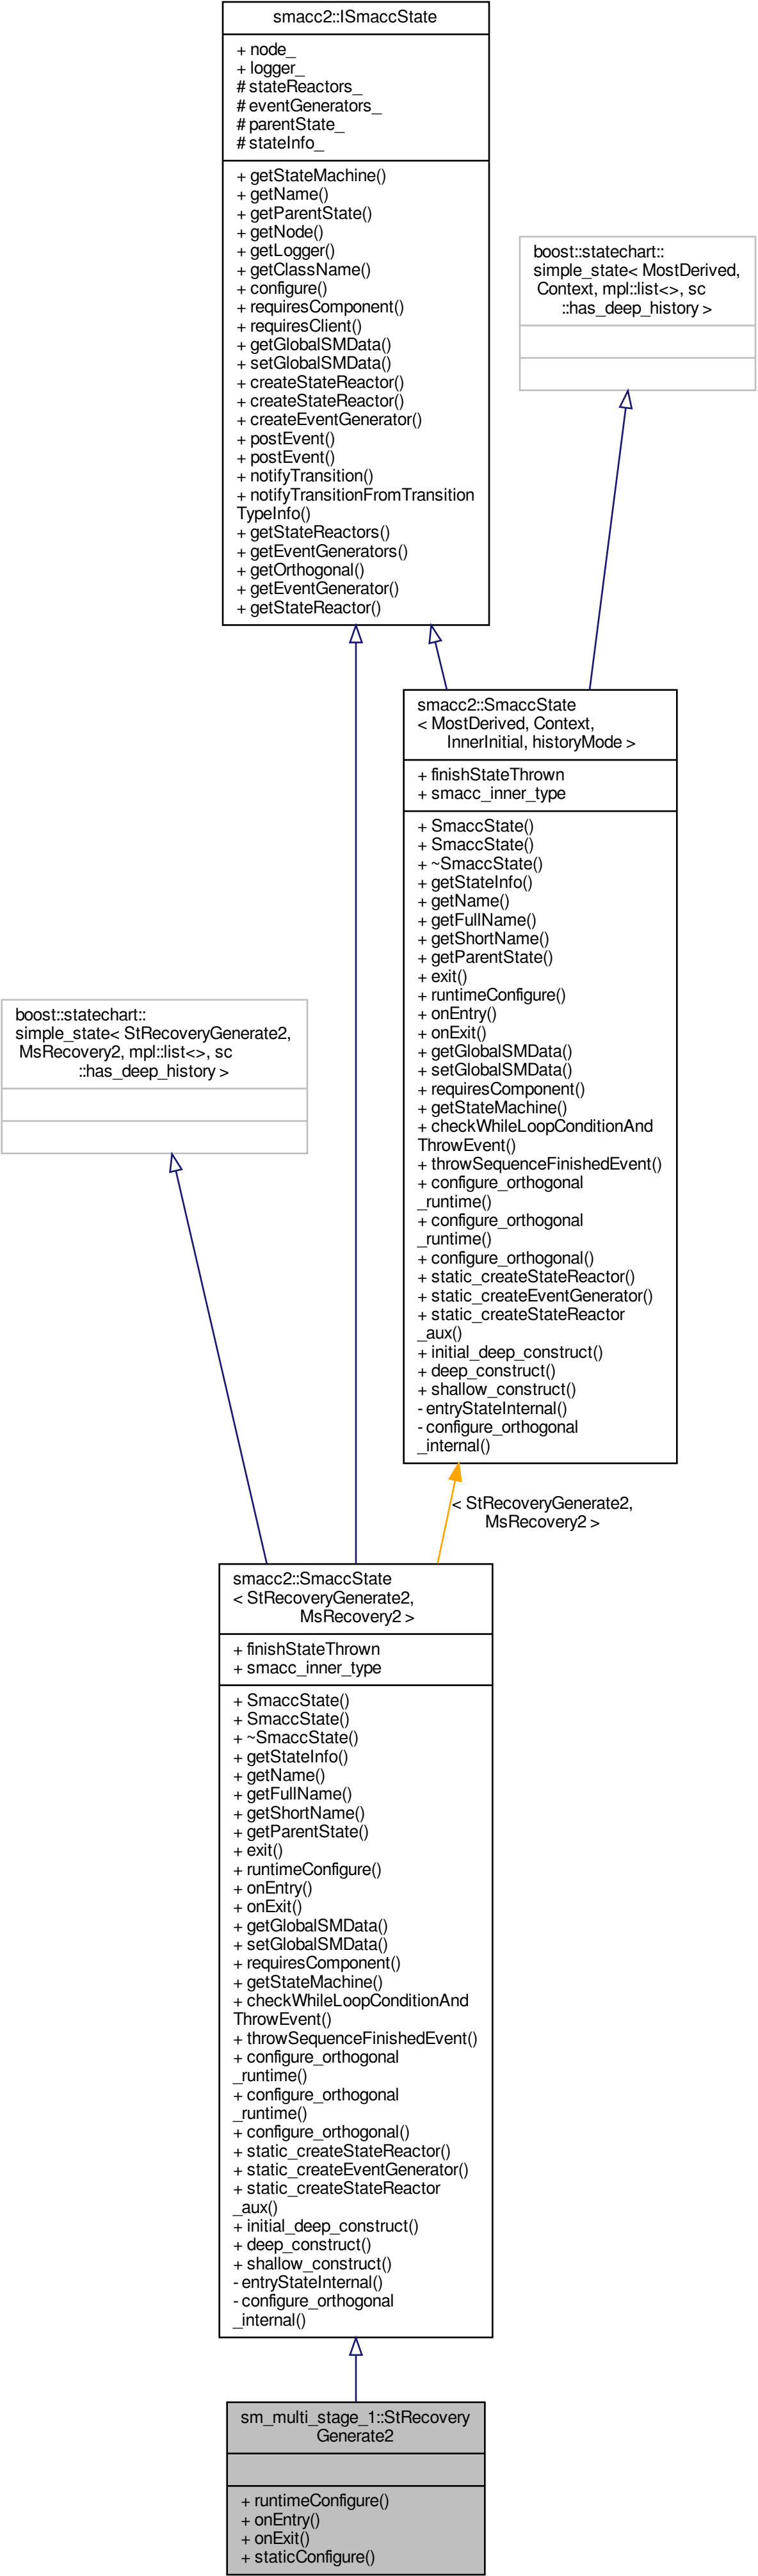 smacc2::ISmaccState
+ node_
+ logger_
# stateReactors_
# eventGenerators_
# parentState_
# stateInfo_
+ getStateMachine()
+ getName()
+ getParentState()
+ getNode()
+ getLogger()
+ getClassName()
+ configure()
+ requiresComponent()
+ requiresClient()
+ getGlobalSMData()
+ setGlobalSMData()
+ createStateReactor()
+ createStateReactor()
+ createEventGenerator()
+ postEvent()
+ postEvent()
+ notifyTransition()
+ notifyTransitionFromTransition
TypeInfo()
+ getStateReactors()
+ getEventGenerators()
+ getOrthogonal()
+ getEventGenerator()
+ getStateReactor()
boost::statechart::
simple_state< MostDerived,
Context, mpl::list<>, sc
::has_deep_history >
smacc2::SmaccState
< MostDerived, Context,
InnerInitial, historyMode >
+ finishStateThrown
+ smacc_inner_type
+ SmaccState()
+ SmaccState()
+ ~SmaccState()
+ getStateInfo()
+ getName()
+ getFullName()
+ getShortName()
+ getParentState()
+ exit()
+ runtimeConfigure()
+ onEntry()
+ onExit()
+ getGlobalSMData()
+ setGlobalSMData()
+ requiresComponent()
+ getStateMachine()
+ checkWhileLoopConditionAnd
ThrowEvent()
+ throwSequenceFinishedEvent()
+ configure_orthogonal
_runtime()
+ configure_orthogonal
_runtime()
+ configure_orthogonal()
+ static_createStateReactor()
+ static_createEventGenerator()
+ static_createStateReactor
_aux()
+ initial_deep_construct()
+ deep_construct()
+ shallow_construct()
- entryStateInternal()
- configure_orthogonal
_internal()
boost::statechart::
simple_state< StRecoveryGenerate2,
MsRecovery2, mpl::list<>, sc
::has_deep_history >
< StRecoveryGenerate2,
MsRecovery2 >
smacc2::SmaccState
< StRecoveryGenerate2,
MsRecovery2 >
+ finishStateThrown
+ smacc_inner_type
+ SmaccState()
+ SmaccState()
+ ~SmaccState()
+ getStateInfo()
+ getName()
+ getFullName()
+ getShortName()
+ getParentState()
+ exit()
+ runtimeConfigure()
+ onEntry()
+ onExit()
+ getGlobalSMData()
+ setGlobalSMData()
+ requiresComponent()
+ getStateMachine()
+ checkWhileLoopConditionAnd
ThrowEvent()
+ throwSequenceFinishedEvent()
+ configure_orthogonal
_runtime()
+ configure_orthogonal
_runtime()
+ configure_orthogonal()
+ static_createStateReactor()
+ static_createEventGenerator()
+ static_createStateReactor
_aux()
+ initial_deep_construct()
+ deep_construct()
+ shallow_construct()
- entryStateInternal()
- configure_orthogonal
_internal()
sm_multi_stage_1::StRecovery
Generate2
+ runtimeConfigure()
+ onEntry()
+ onExit()
+ staticConfigure()